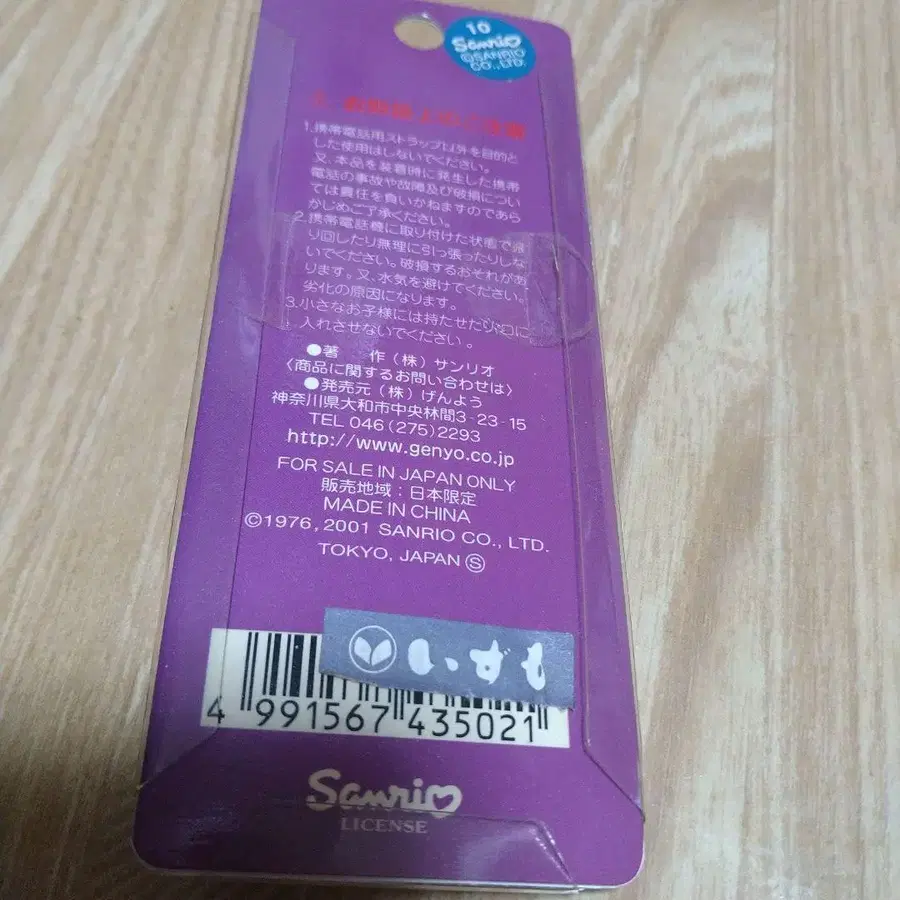 10
Sanrio
©SANRIO
CO.,LTD.
1.携帯電話用ストラップ以外を目的と
した使用はしないでください。
又、本品を装着時に発生した携帯
電話の事故や故障及び破損につい
ては責任を負いかねますのであら
かじめご了承ください。
2.携帯電話機に取り付けた状態で振
り回したり無理に引っ張ったりしな
いでください。破損するおそれがあ
ります。又、水気を避けてください。
劣化の原因になります。
3.小さなお子様には持たせたり、口に
入れさせないでください。
●著 作(株)サンリオ
〈商品に関するお問い合わせは〉
●発売元(株)げんよう
神奈川県大和市中央林間3-23-15
TEL 046(275)2293
http://www.genyo.co.jp
FOR SALE IN JAPAN ONLY
販売地域:日本限定
MADE IN CHINA
©1976, 2001 SANRIO CO., LTD.
TOKYO, JAPAN Ⓢ
いずも
4 991567 435021
Sanrio
LICENSE